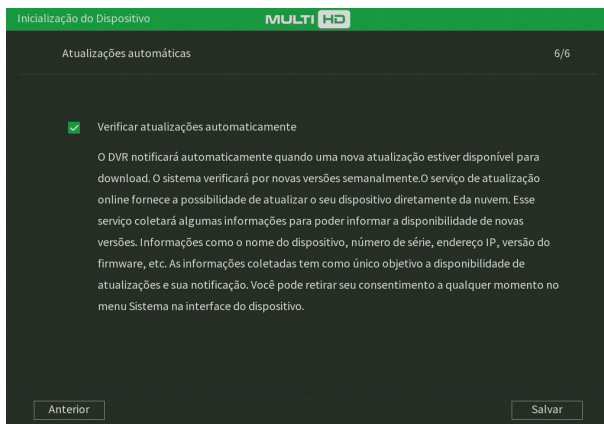 Inicialização do Dispositivo
MULTI HD
Atualizações automáticas
6/6
Verificar atualizações automaticamente
O DVR notificará automaticamente quando uma nova atualização estiver disponível para
download. O sistema verificará por novas versões semanalmente.O serviço de atualização
online fornece a possibilidade de atualizar o seu dispositivo diretamente da nuvem. Esse
serviço coletará algumas informações para poder informar a disponibilidade de novas
versões. Informações como o nome do dispositivo, número de série, endereço IP, versão do
firmware, etc. As informações coletadas tem como único objetivo a disponibilidade de
atualizações e sua notificação. Você pode retirar seu consentimento a qualquer momento no
menu Sistema na interface do dispositivo.
Anterior
Salvar